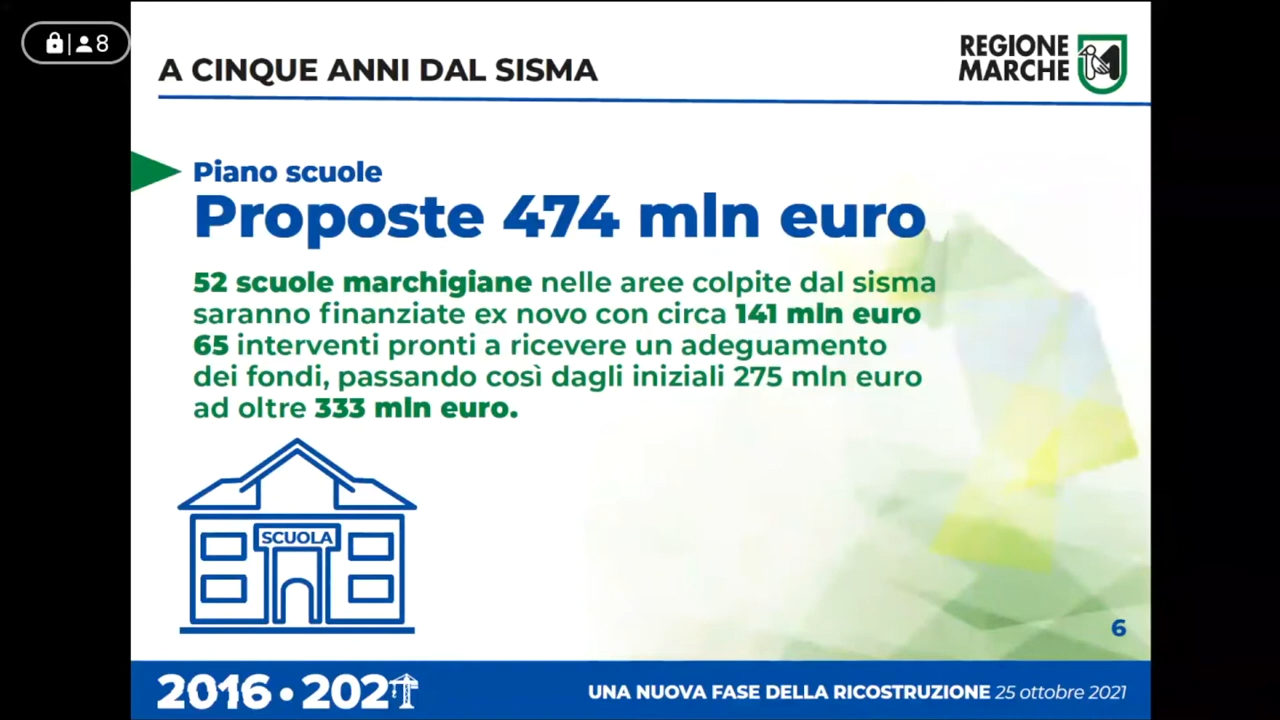 8
A CINQUE ANNI DAL SISMA
REGIONE
MARCHE
Piano scuole
Proposte 474 mln euro
52 scuole marchigiane nelle aree colpite dal sisma
saranno finanziate ex novo con circa 141 mln euro
65 interventi pronti a ricevere un adeguamento
dei fondi, passando così dagli iniziali 275 mln euro
ad oltre 333 mln euro.
SCUOLA
6
2016 • 2021
UNA NUOVA FASE DELLA RICOSTRUZIONE 25 ottobre 2021